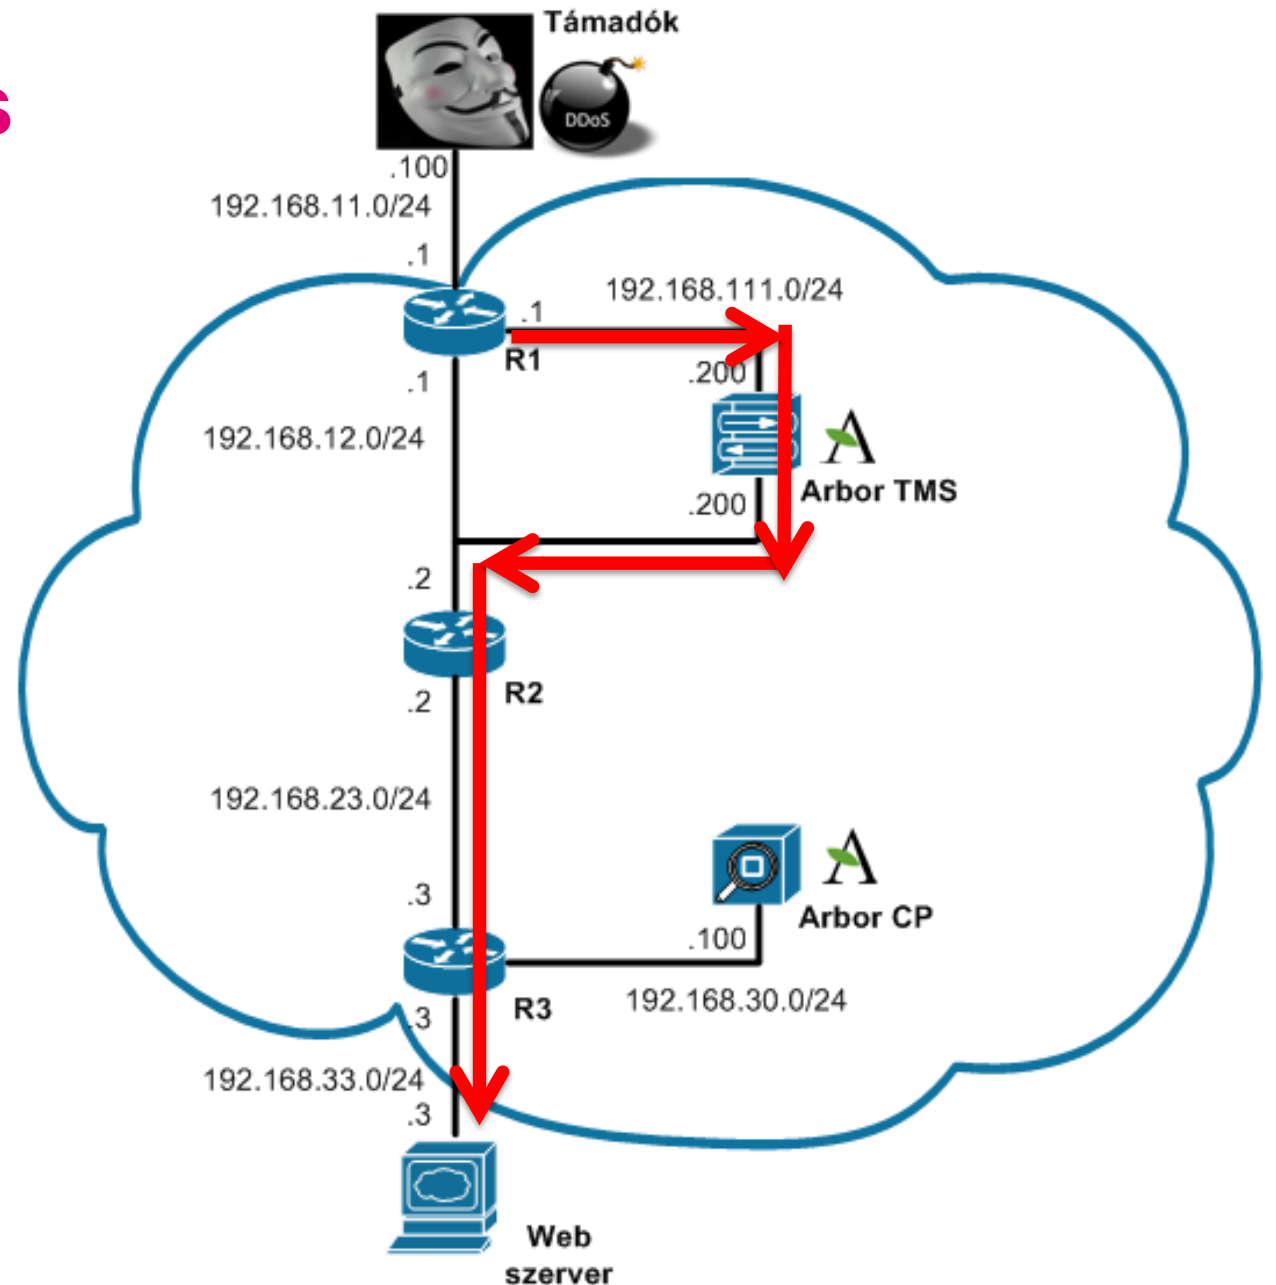 Támadók
s
DDoS
.100
192.168.11.0/24
.1
192.168.111.0/24
.1
R1
.200
.1
192.168.12.0/24
A
Arbor TMS
.200
.2
R2
.2
192.168.23.0/24
A
.3
Arbor CP
.100
192.168.30.0/24
R3
.3
192.168.33.0/24
.3
Web
szerver